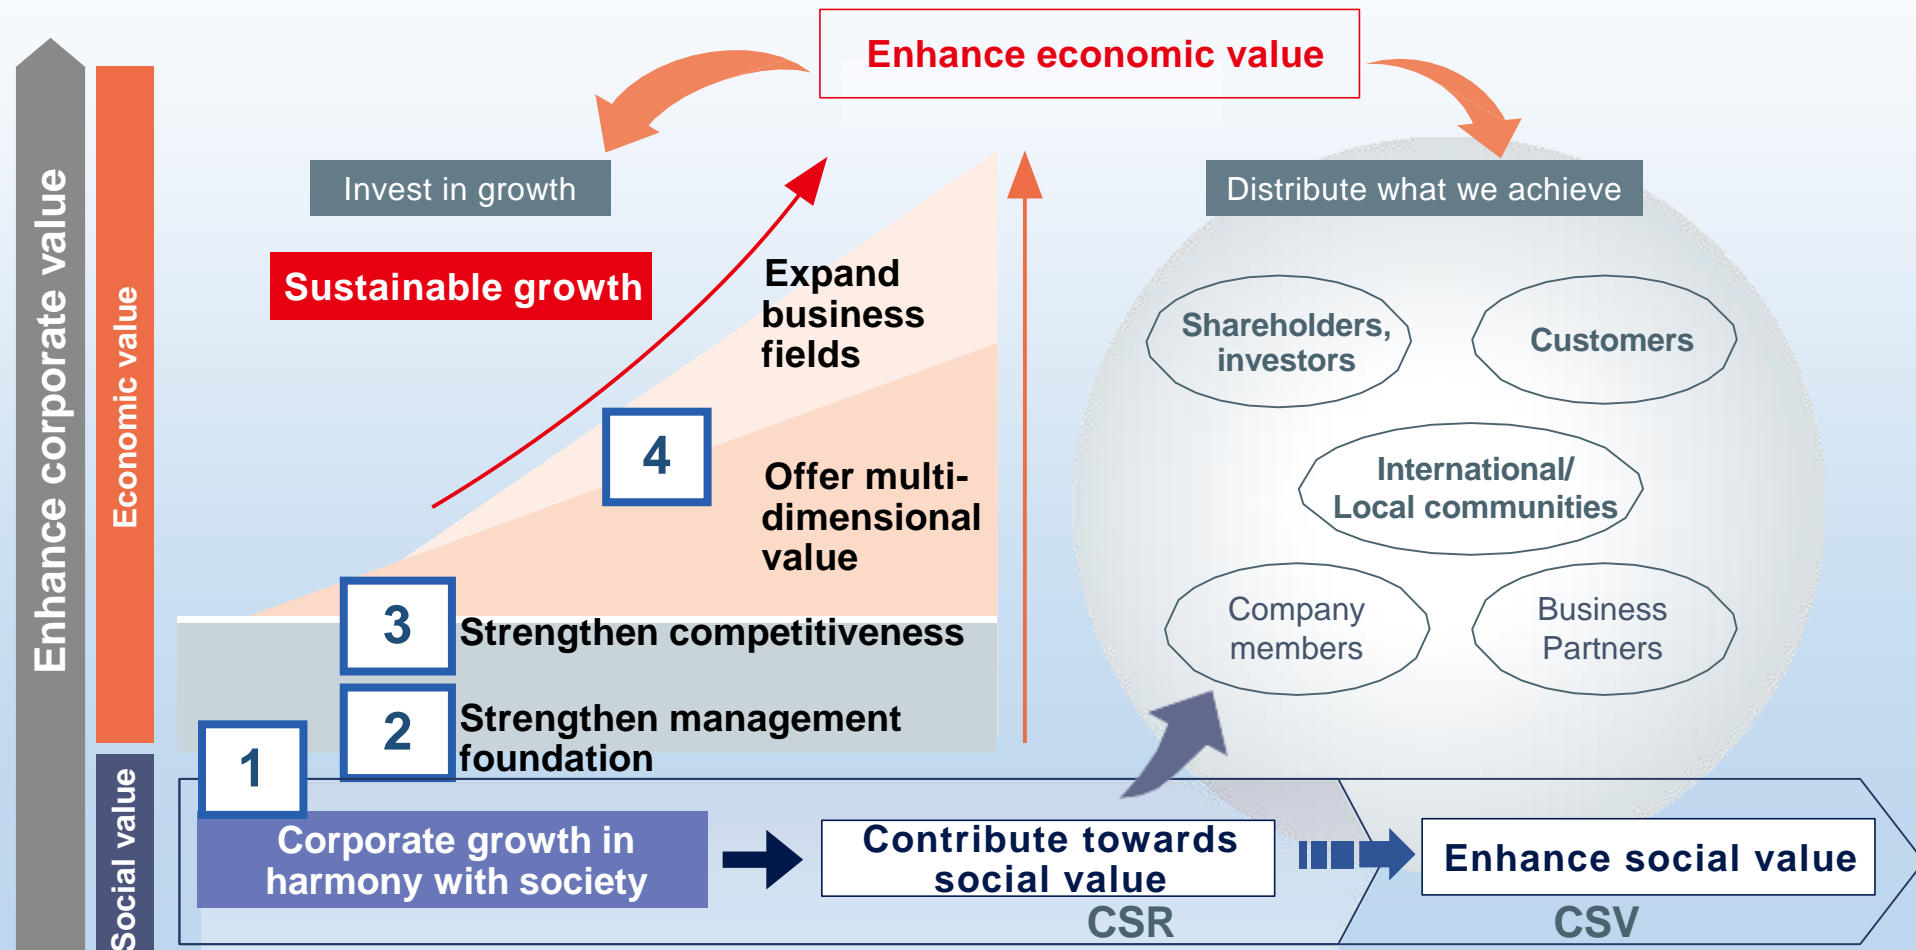 Enhance economic value
Enhance corporate value
Economic value
Social value
Invest in growth
Sustainable growth
Expand
business
fields
4
Offer multi-
dimensional
value
3
Strengthen competitiveness
2
Strengthen management
foundation
1
Corporate growth in
harmony with society
Contribute towards
social value
CSR
Enhance social value
CSV
Distribute what we achieve
Shareholders,
investors
Customers
International/
Local communities
Company
members
Business
Partners